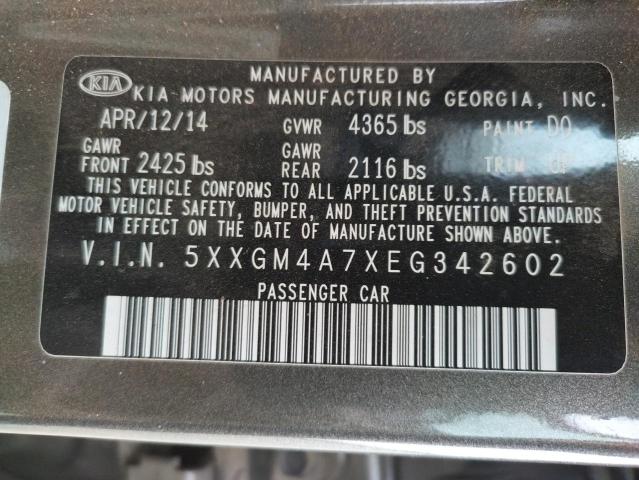 MANUFACTURED BY
KIA KIA MOTORS MANUFACTURING GEORGIA, INC.
APR/12/14 GVWR 4365 lbs PAINT D0
GAWR FRONT 2425 lbs GAWR REAR 2116 lbs TRIM
THIS VEHICLE CONFORMS TO ALL APPLICABLE U.S.A. FEDERAL
MOTOR VEHICLE SAFETY, BUMPER, AND THEFT PREVENTION STANDARDS
IN EFFECT ON THE DATE OF MANUFACTURE SHOWN ABOVE.
V.I.N. 5XXGM4A7XEG342602
PASSENGER CAR